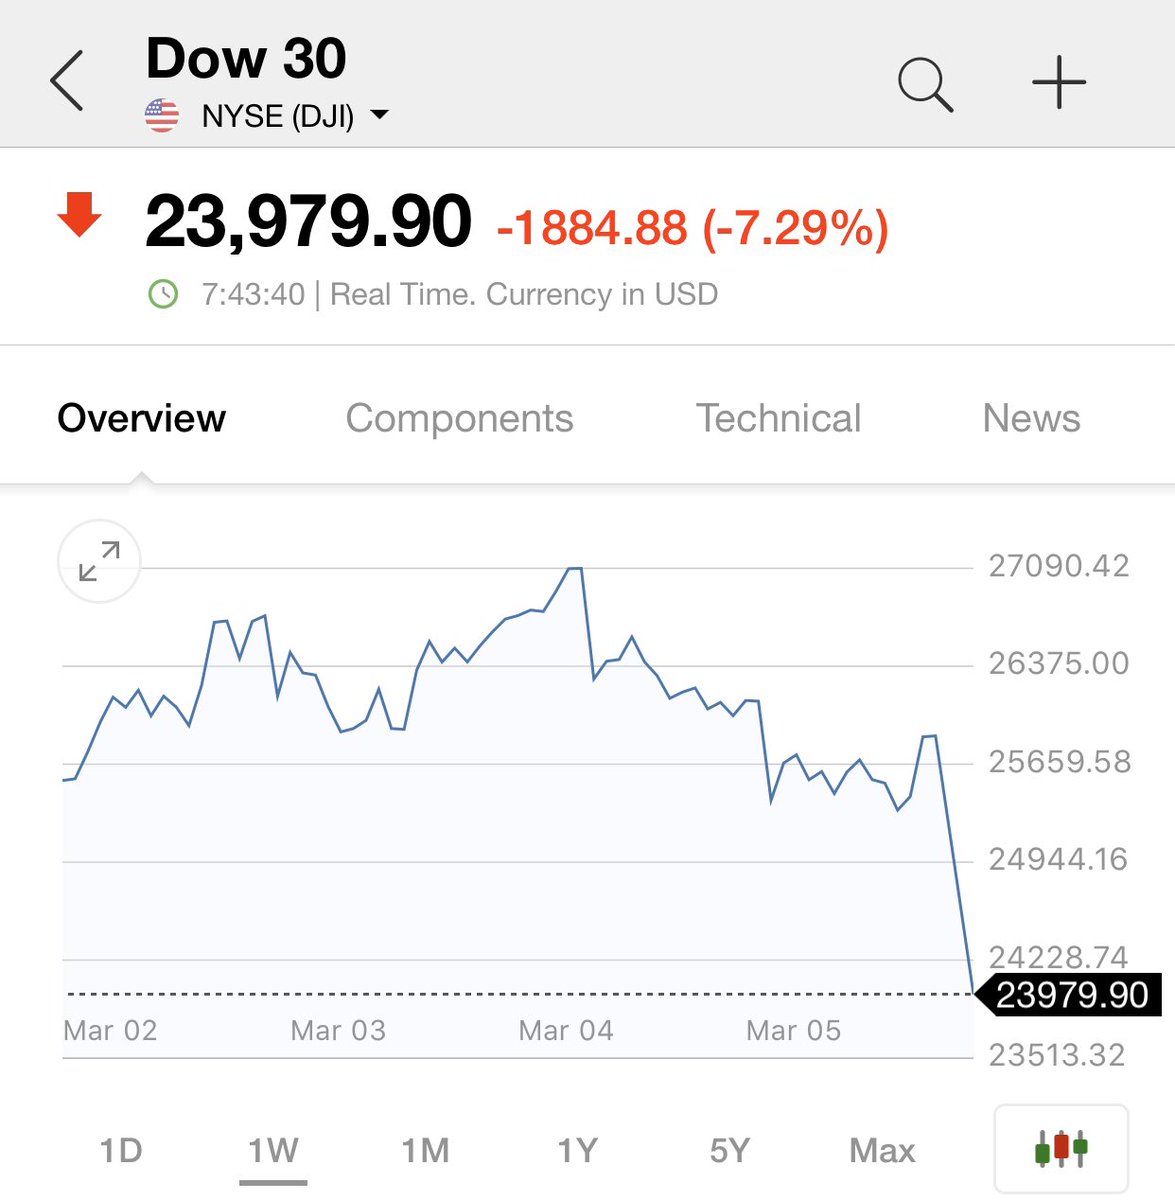 Dow 30
NYSE (DJI)
23,979.90 -1884.88 (-7.29%)
7:43:40 | Real Time. Currency in USD
Overview Components Technical News
27090.42
26375.00
25659.58
24944.16
24228.74
23979.90
Mar 02 Mar 03 Mar 04 Mar 05
23513.32
1D 1W 1M 1Y 5Y Max